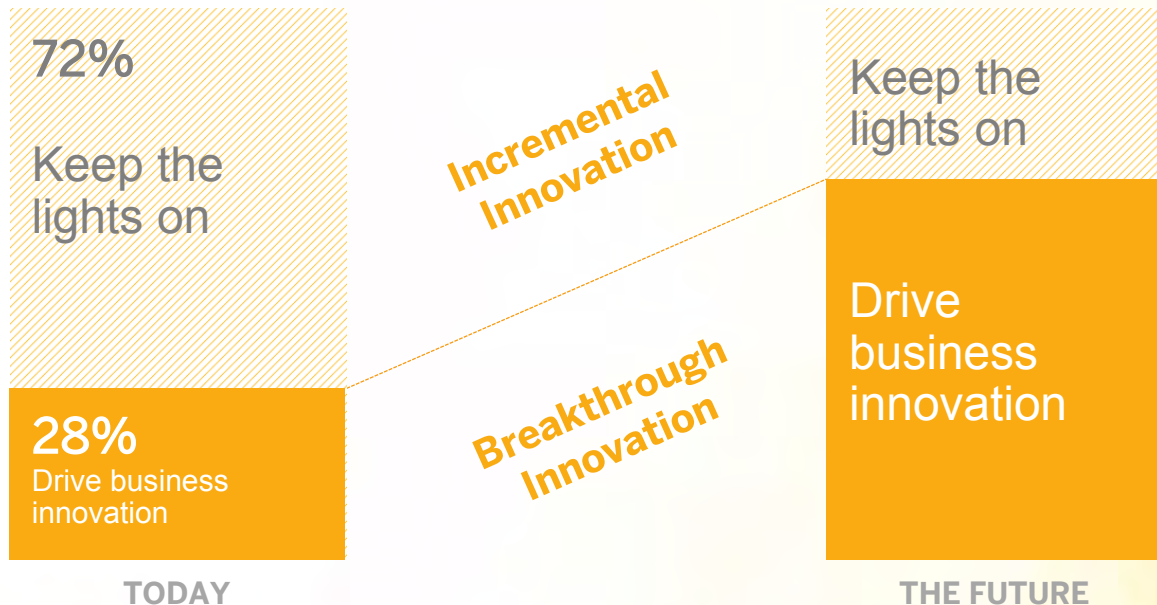 72%
Keep the
lights on
28%
Drive business
innovation
TODAY
Incremental
Innovation
Breakthrough
Innovation
Keep the
lights on
Drive
business
innovation
THE FUTURE